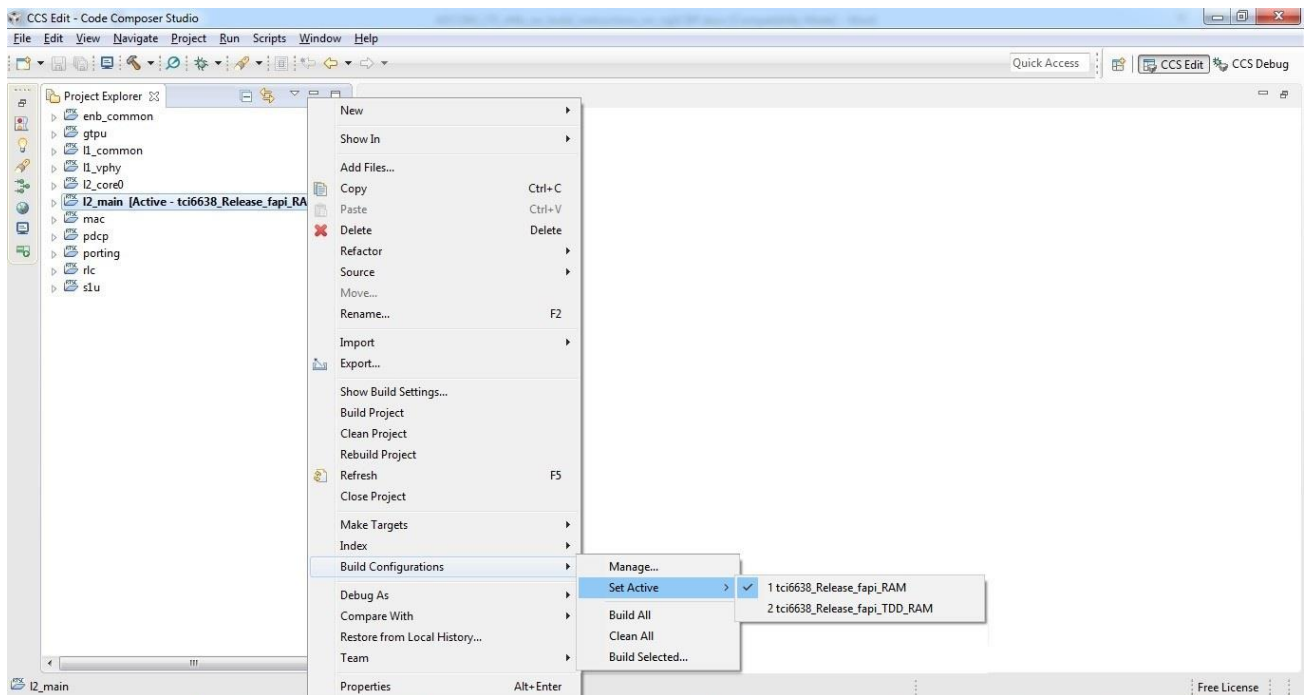 CCS Edit - Code Composer Studio
File Edit View Navigate Project Run Scripts Window Help
Quick Access
CCS Edit
CCS Debug
Project Explorer
enb_common
gtpu
l1_common
l1_vphy
l2_core0
l2_main [Active - tci6638_Release_fapi_RA
mac
pdcp
porting
rlc
s1u
New
Show In
Add Files...
Copy Ctrl+C
Paste Ctrl+V
Delete Delete
Refactor
Source
Move...
Rename... F2
Import
Export...
Show Build Settings...
Build Project
Clean Project
Rebuild Project
Refresh F5
Close Project
Make Targets
Index
Build Configurations
Debug As
Compare With
Restore from Local History...
Team
Properties Alt+Enter
Manage...
Set Active
Build All
Clean All
Build Selected...
1 tci6638_Release_fapi_RAM
2 tci6638_Release_fapi_TDD_RAM
l2_main
Free License